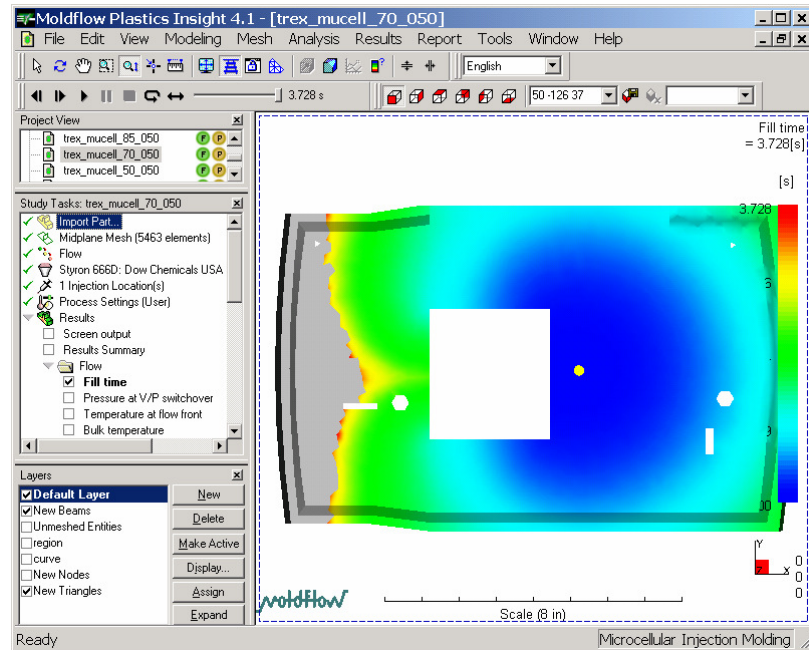 Moldflow Plastics Insight 4.1 - [trex_mucell_70_050]
File Edit View Modeling Mesh Analysis Results Report Tools Window Help
English
3.728 s
50 -126 37
Project View
trex_mucell_85_050
trex_mucell_70_050
trex_mucell_50_050
Study Tasks: trex_mucell_70_050
Import Part...
Midplane Mesh (5463 elements)
Flow
Styron 666D: Dow Chemicals USA
1 Injection Location(s)
Process Settings (User)
Results
Screen output
Results Summary
Flow
Fill time
Pressure at V/P switchover
Temperature at flow front
Bulk temperature
Layers
Default Layer
New Beams
Unmeshed Entities
region
curve
New Nodes
New Triangles
New
Delete
Make Active
Display...
Assign
Expand
Fill time
= 3.728[s]
[s]
3.728
Y
Z X
0
0
0
moldflow
Scale (8 in)
Ready
Microcellular Injection Molding